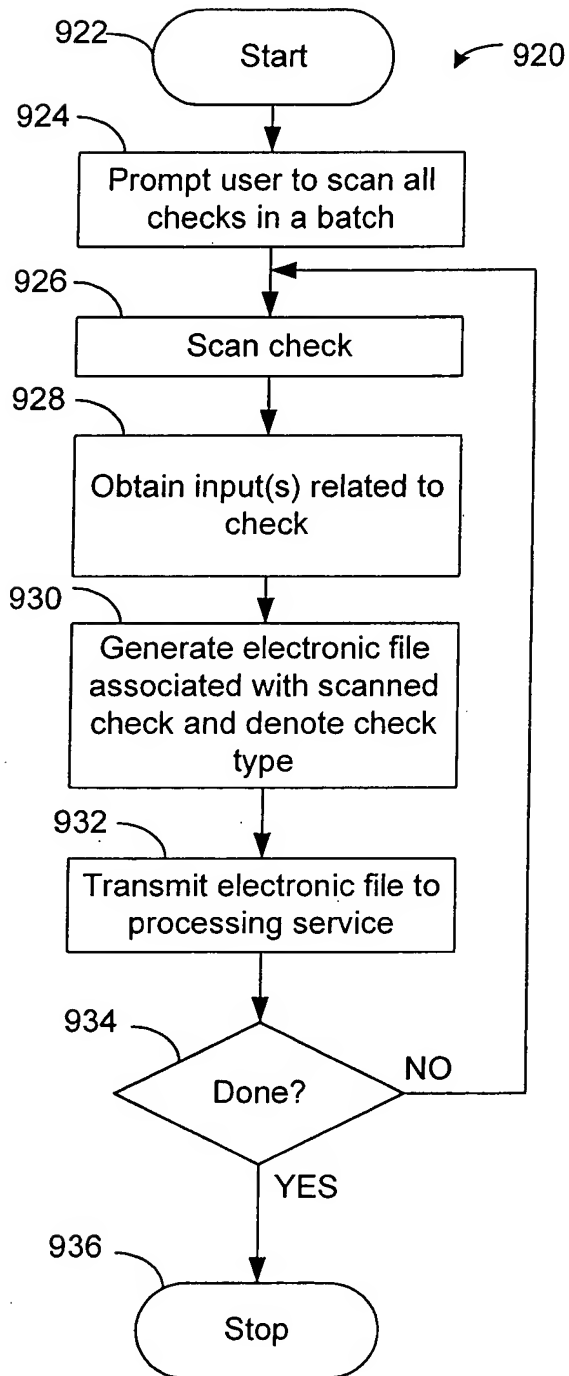 922
Start
920
924
Prompt user to scan all
checks in a batch
926
Scan check
928
Obtain input(s) related to
check
930
Generate electronic file
associated with scanned
check and denote check
type
932
Transmit electronic file to
processing service
934
Done?
NO
YES
936
Stop